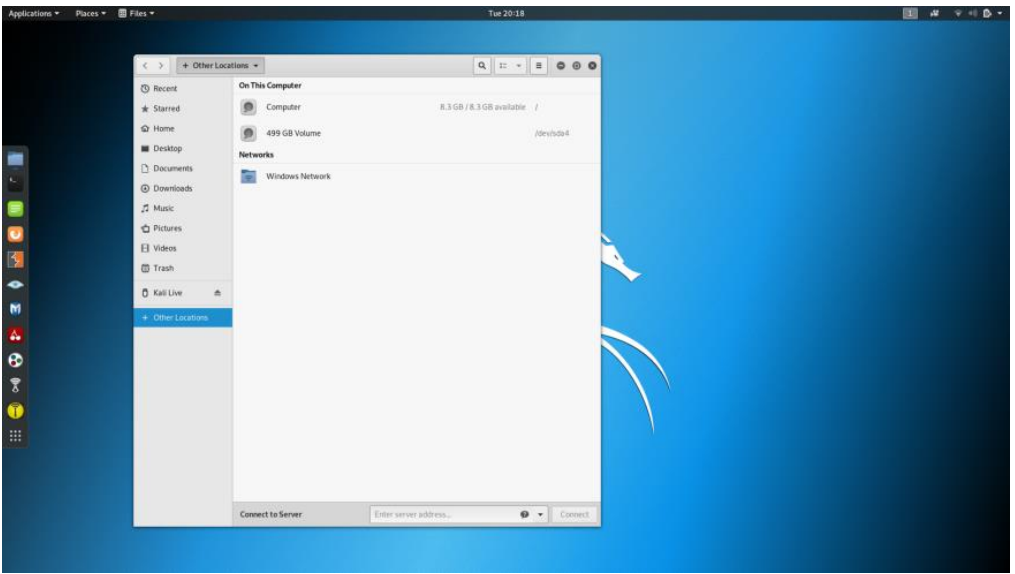 Applications Places Files Tue 20:18 1
+ Other Locations
Recent
Starred
Home
Desktop
Documents
Downloads
Music
Pictures
Videos
Trash
Kali Live
+ Other Locations
On This Computer
Computer 8.3 GB / 8.3 GB available /
499 GB Volume /dev/sda4
Networks
Windows Network
Connect to Server Enter server address... Connect